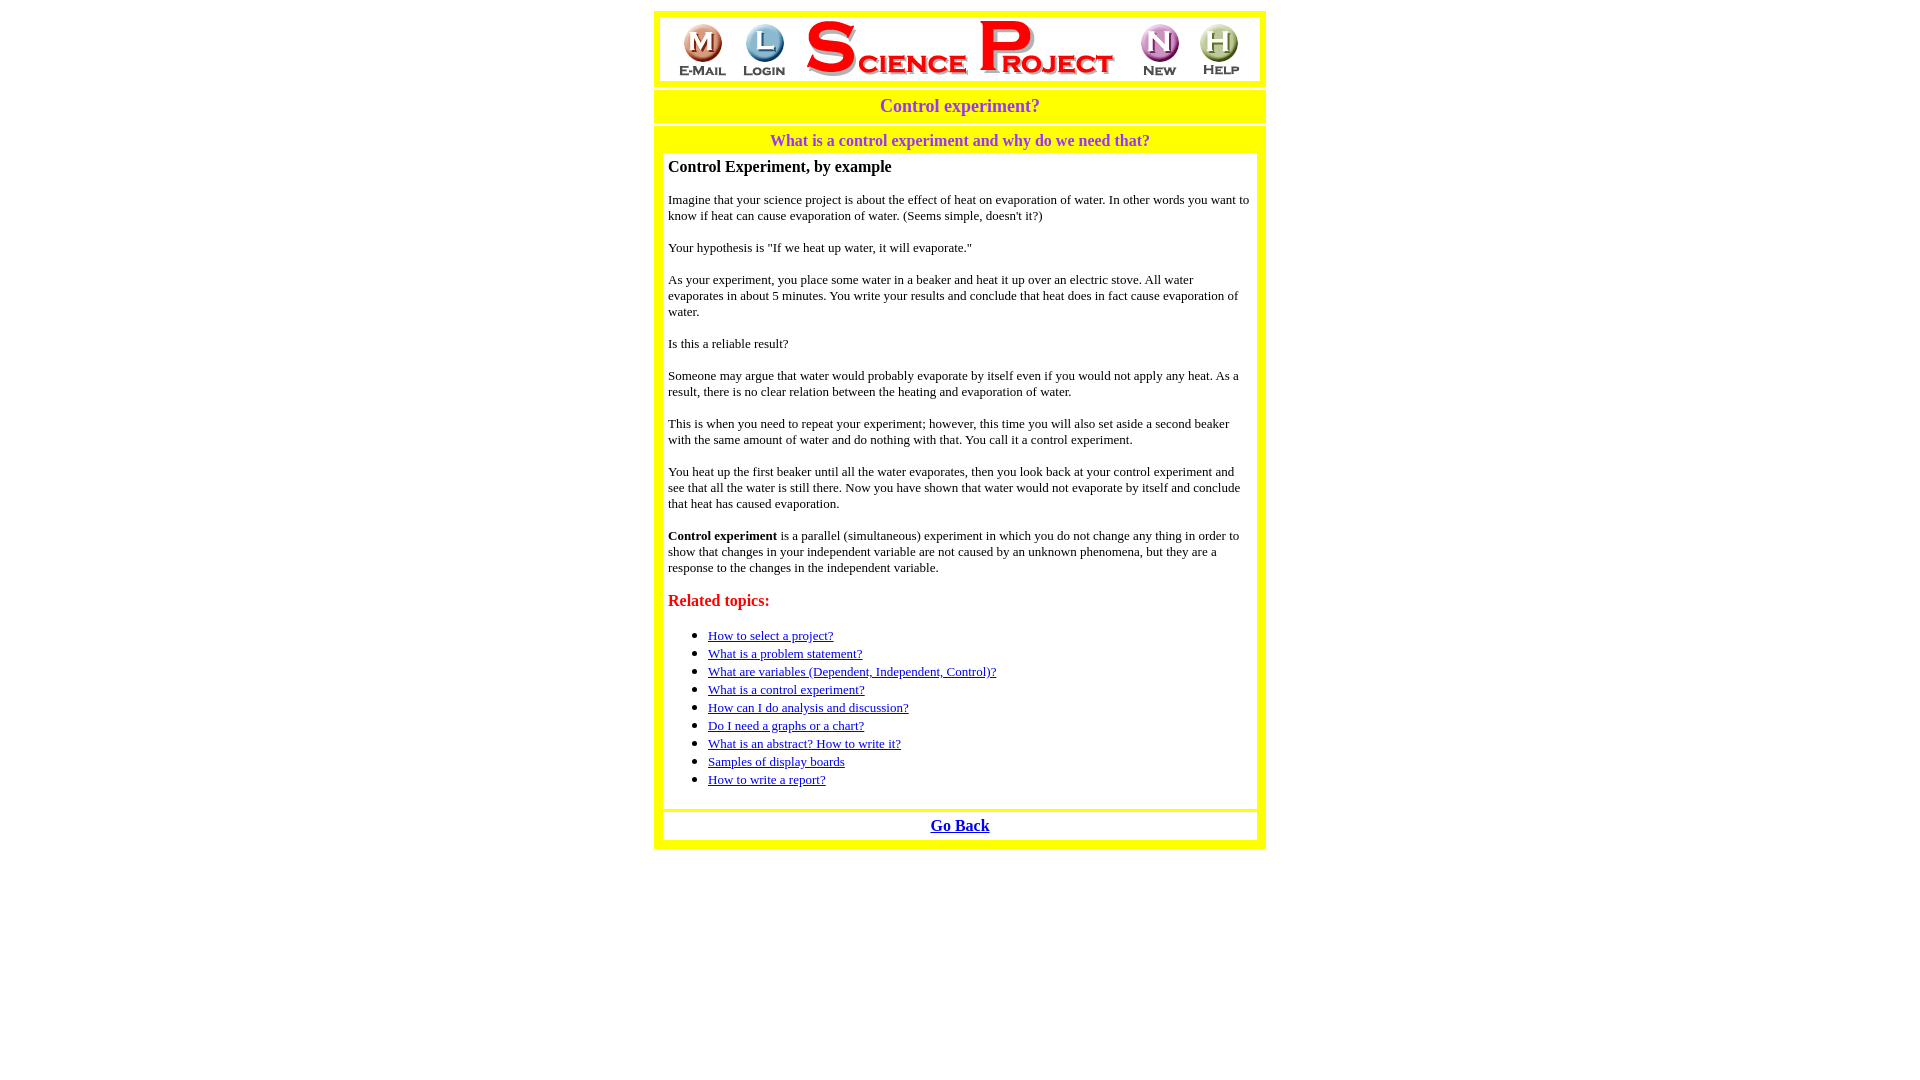 M L SCIENCE PROJECT N H
E-MAIL LOGIN NEW HELP
Control experiment?
What is a control experiment and why do we need that?
Control Experiment, by example
Imagine that your science project is about the effect of heat on evaporation of water. In other words you want to
know if heat can cause evaporation of water. (Seems simple, doesn't it?)
Your hypothesis is "If we heat up water, it will evaporate."
As your experiment, you place some water in a beaker and heat it up over an electric stove. All water
evaporates in about 5 minutes. You write your results and conclude that heat does in fact cause evaporation of
water.
Is this a reliable result?
Someone may argue that water would probably evaporate by itself even if you would not apply any heat. As a
result, there is no clear relation between the heating and evaporation of water.
This is when you need to repeat your experiment; however, this time you will also set aside a second beaker
with the same amount of water and do nothing with that. You call it a control experiment.
You heat up the first beaker until all the water evaporates, then you look back at your control experiment and
see that all the water is still there. Now you have shown that water would not evaporate by itself and conclude
that heat has caused evaporation.
Control experiment is a parallel (simultaneous) experiment in which you do not change any thing in order to
show that changes in your independent variable are not caused by an unknown phenomena, but they are a
response to the changes in the independent variable.
Related topics:
How to select a project?
What is a problem statement?
What are variables (Dependent, Independent, Control)?
What is a control experiment?
How can I do analysis and discussion?
Do I need a graphs or a chart?
What is an abstract? How to write it?
Samples of display boards
How to write a report?
Go Back